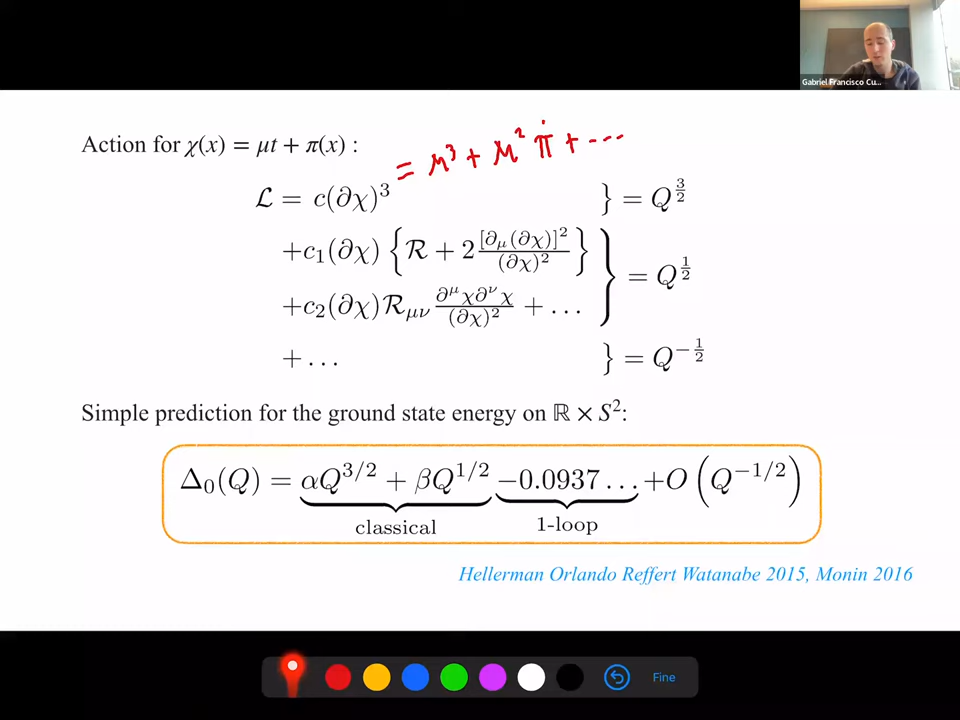 Gabriel Francisco Cu...
Action for χ(x) = μt + π(x) :
= μ³ + μ² π̇ + ...
ℒ = c(∂χ)³ } = Q^{3/2}
+c₁(∂χ) { ℛ + 2 [∂_μ(∂χ)]²/(∂χ)² }
+c₂(∂χ)ℛ_{μν} ∂^μχ∂^νχ/(∂χ)² + ... } = Q^{1/2}
+ ... } = Q^{-1/2}
Simple prediction for the ground state energy on ℝ × S²:
Δ₀(Q) = αQ^{3/2} + βQ^{1/2} −0.0937... +O(Q^{−1/2})
classical 1-loop
Hellerman Orlando Reffert Watanabe 2015, Monin 2016
Fine